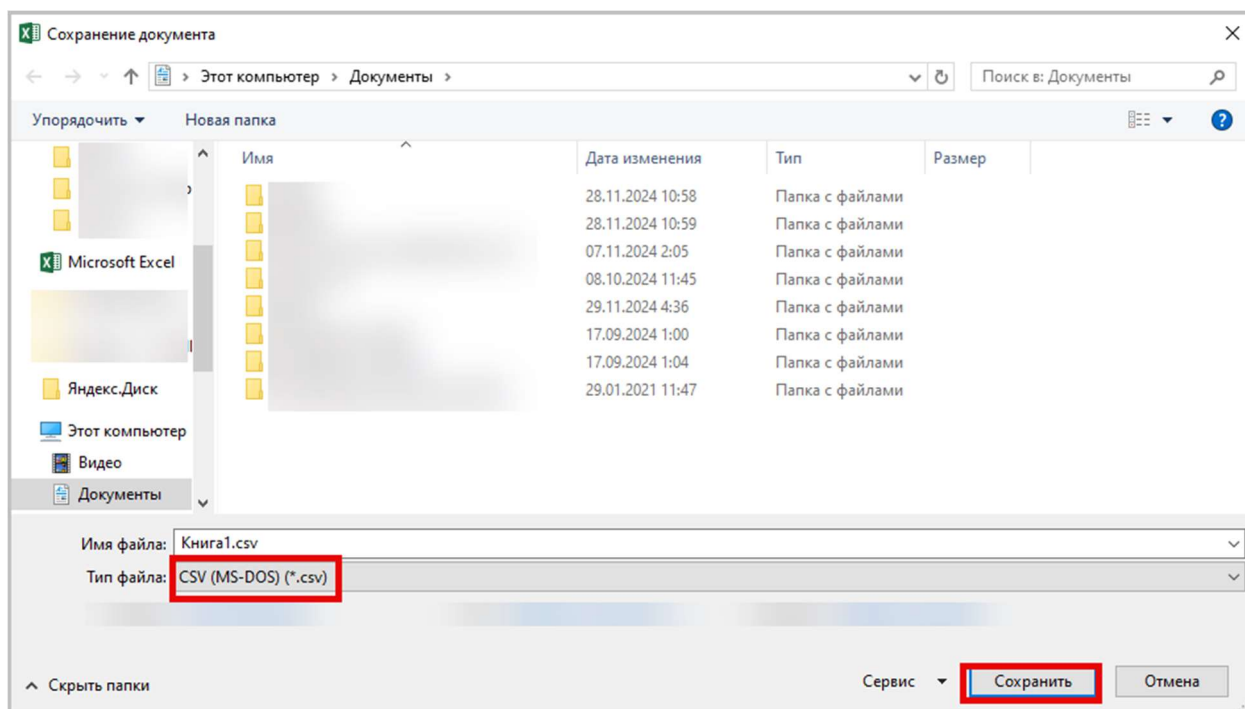 Сохранение документа
Этот компьютер › Документы ›
Поиск в: Документы
Упорядочить
Новая папка
Имя
Дата изменения
Тип
Размер
28.11.2024 10:58 Папка с файлами
28.11.2024 10:59 Папка с файлами
07.11.2024 2:05 Папка с файлами
08.10.2024 11:45 Папка с файлами
29.11.2024 4:36 Папка с файлами
17.09.2024 1:00 Папка с файлами
17.09.2024 1:04 Папка с файлами
29.01.2021 11:47 Папка с файлами
Microsoft Excel
Яндекс.Диск
Этот компьютер
Видео
Документы
Имя файла: Книга1.csv
Тип файла: CSV (MS-DOS) (*.csv)
Скрыть папки
Сервис
Сохранить
Отмена